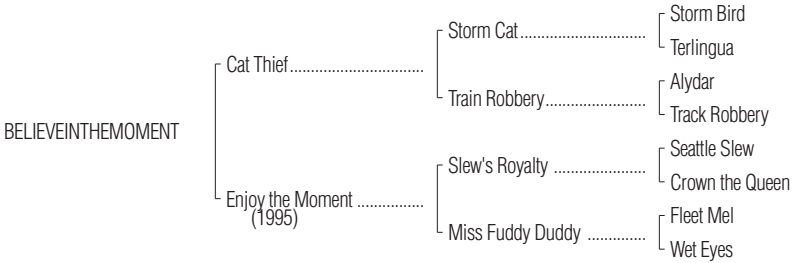 Storm Bird
Storm Cat..............................
Terlingua
Cat Thief................................
Alydar
Train Robbery........................
Track Robbery
BELIEVEINTHEMOMENT
Seattle Slew
Slew's Royalty ......................
Crown the Queen
Enjoy the Moment ................
(1995)
Fleet Mel
Miss Fuddy Duddy ..............
Wet Eyes